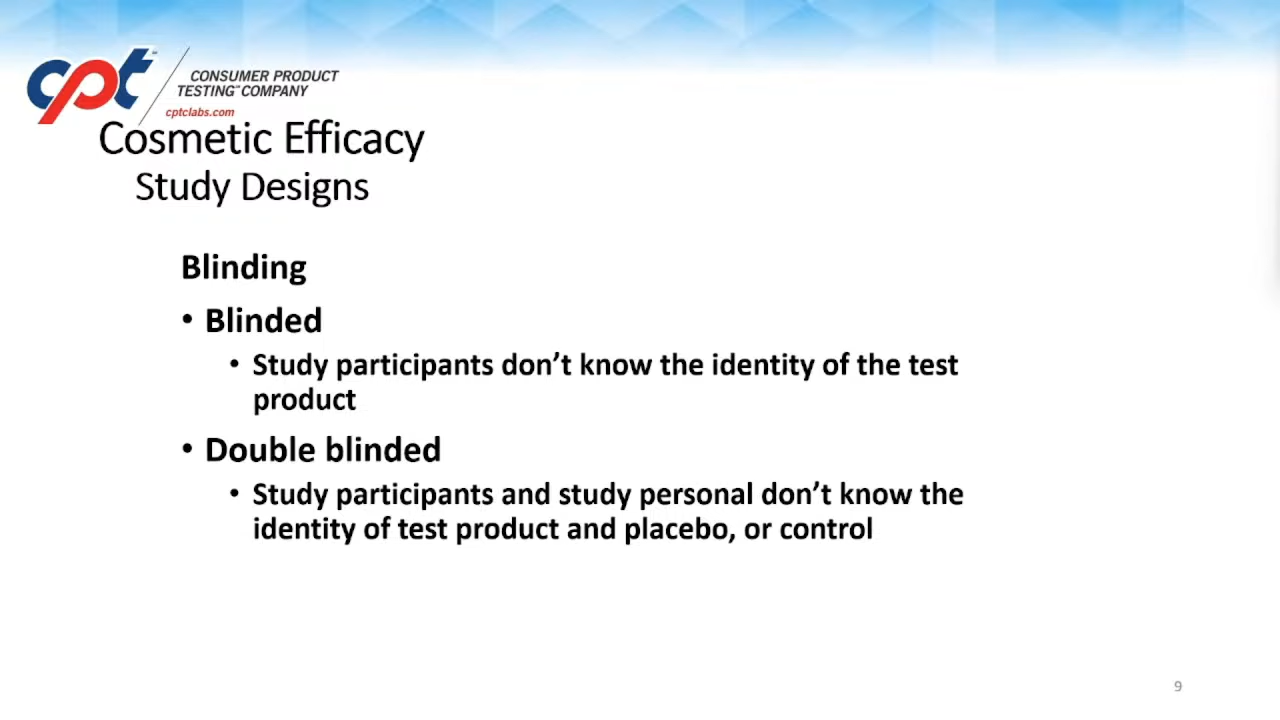 cpt
CONSUMER PRODUCT
TESTING COMPANY
cptclabs.com
Cosmetic Efficacy
Study Designs
Blinding
• Blinded
• Study participants don’t know the identity of the test
product
• Double blinded
• Study participants and study personal don’t know the
identity of test product and placebo, or control
9